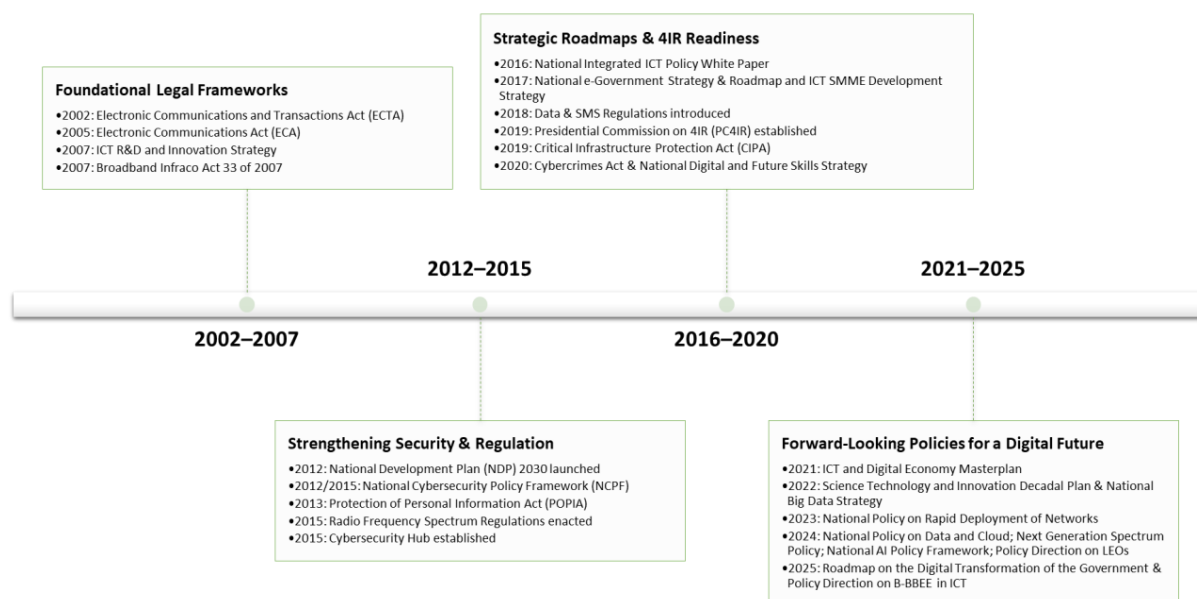 Foundational Legal Frameworks
•2002: Electronic Communications and Transactions Act (ECTA)
•2005: Electronic Communications Act (ECA)
•2007: ICT R&D and Innovation Strategy
•2007: Broadband Infraco Act 33 of 2007
Strategic Roadmaps & 4IR Readiness
•2016: National Integrated ICT Policy White Paper
•2017: National e-Government Strategy & Roadmap and ICT SMME Development
Strategy
•2018: Data & SMS Regulations introduced
•2019: Presidential Commission on 4IR (PC4IR) established
•2019: Critical Infrastructure Protection Act (CIPA)
•2020: Cybercrimes Act & National Digital and Future Skills Strategy
2012–2015
2021–2025
2002–2007
2016–2020
Strengthening Security & Regulation
•2012: National Development Plan (NDP) 2030 launched
•2012/2015: National Cybersecurity Policy Framework (NCPF)
•2013: Protection of Personal Information Act (POPIA)
•2015: Radio Frequency Spectrum Regulations enacted
•2015: Cybersecurity Hub established
Forward-Looking Policies for a Digital Future
•2021: ICT and Digital Economy Masterplan
•2022: Science Technology and Innovation Decadal Plan & National
Big Data Strategy
•2023: National Policy on Rapid Deployment of Networks
•2024: National Policy on Data and Cloud; Next Generation Spectrum
Policy; National AI Policy Framework; Policy Direction on LEOs
•2025: Roadmap on the Digital Transformation of the Government &
Policy Direction on B-BBEE in ICT